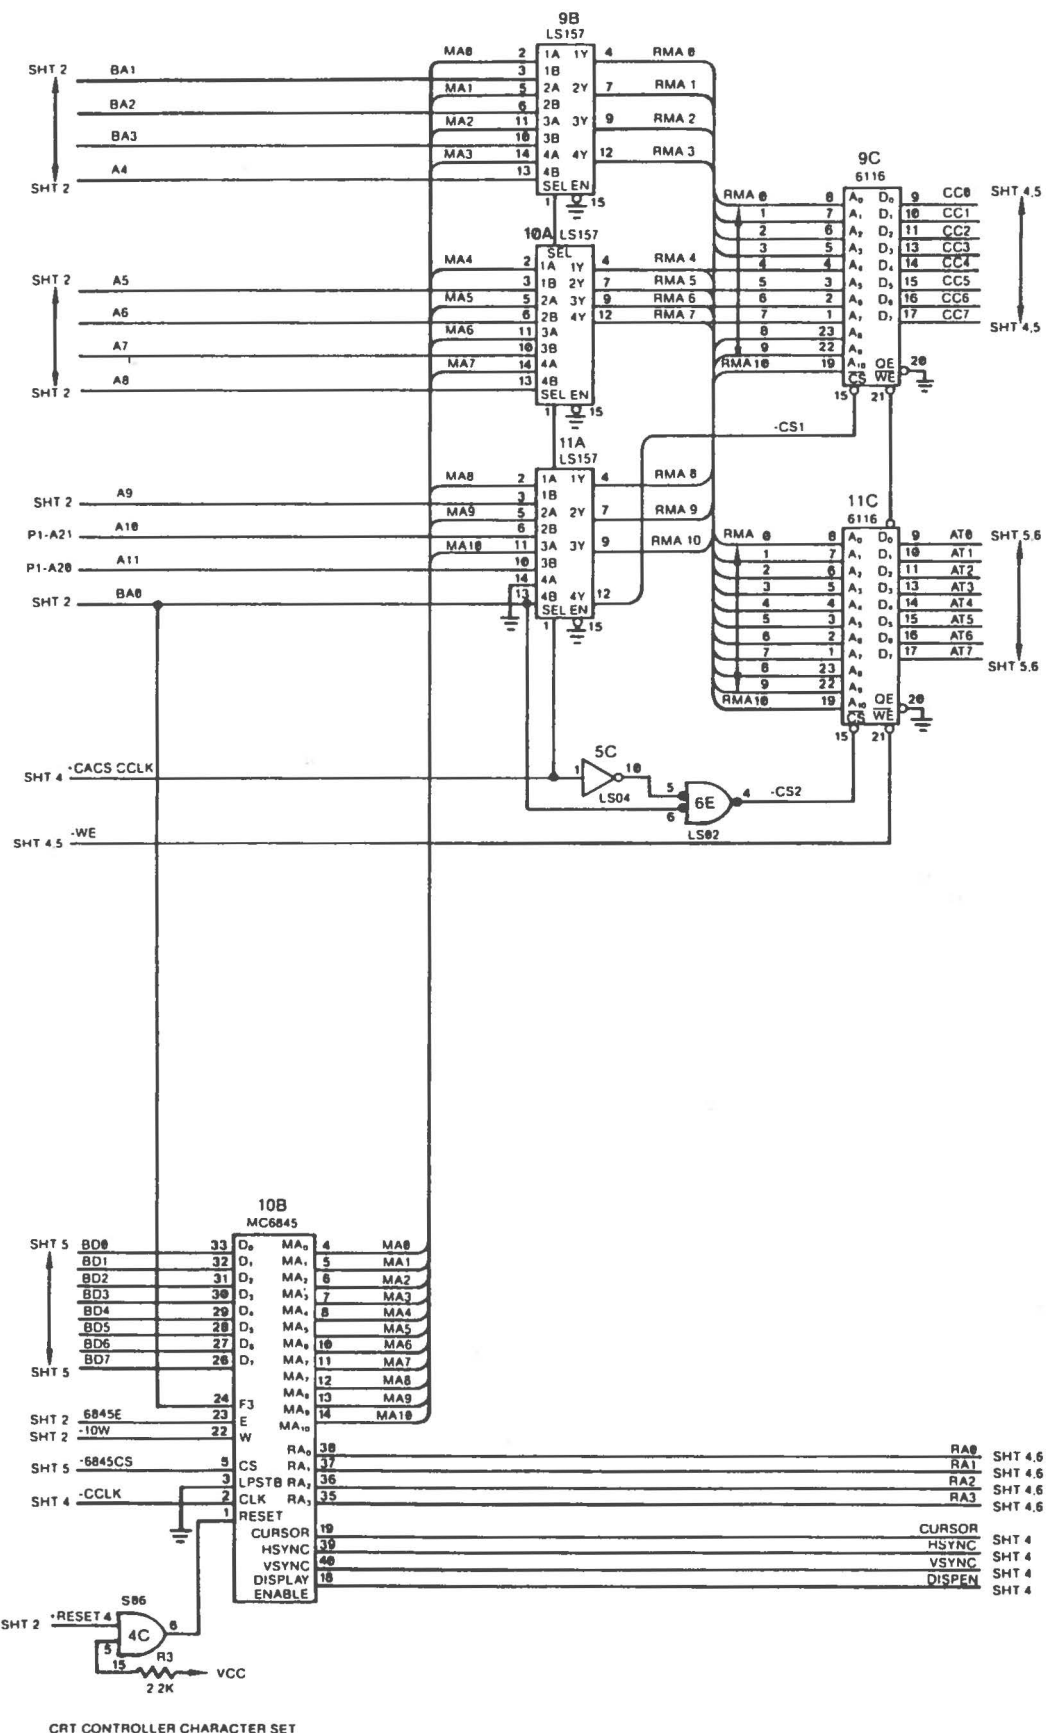 9B
LS157
SHT 2 BA1 MA0 2 1A 1Y 4 RMA 0
3 1B
MA1 5 2A 2Y 7 RMA 1
BA2 6 2B
MA2 11 3A 3Y 9 RMA 2
BA3 10 3B
MA3 14 4A 4Y 12 RMA 3
SHT 2 A4 13 4B
SEL EN
1 15
9C
6116
RMA 0 8 A0 D0 9 CC0 SHT 4,5
1 7 A1 D1 10 CC1
2 6 A2 D2 11 CC2
3 5 A3 D3 13 CC3
4 4 A4 D4 14 CC4
5 3 A5 D5 15 CC5
6 2 A6 D6 16 CC6
7 1 A7 D7 17 CC7
SHT 4,5
8 23 A8
9 22 A9
RMA10 19 A10 QE 20
CS WE
15 21
10A LS157
SEL
SHT 2 A5 MA4 2 1A 1Y 4 RMA 4
3 1B 2Y 7 RMA 5
MA5 5 2A 3Y 9 RMA 6
A6 6 2B 4Y 12 RMA 7
MA6 11 3A
A7 10 3B
MA7 14 4A
SHT 2 A8 13 4B
SEL EN
1 15
-CS1
11A
LS157
MA8 2 1A 1Y 4 RMA 8
SHT 2 A9 3 1B
MA9 5 2A 2Y 7 RMA 9
P1-A21 A10 6 2B
MA10 11 3A 3Y 9 RMA 10
P1-A20 A11 10 3B
14 4A
SHT 2 BA0 13 4B 4Y 12
SEL EN
1 15
11C
6116
RMA 0 8 A0 D0 9 AT0 SHT 5,6
1 7 A1 D1 10 AT1
2 6 A2 D2 11 AT2
3 5 A3 D3 13 AT3
4 4 A4 D4 14 AT4
5 3 A5 D5 15 AT5
6 2 A6 D6 16 AT6
7 1 A7 D7 17 AT7
SHT 5,6
8 23 A8
9 22 A9
RMA10 19 A10 QE 20
CS WE
15 21
SHT 4 -CACS CCLK 1 5C 10
LS04
5 6E 4 -CS2
6
LS02
SHT 4,5 -WE
10B
MC6845
SHT 5 BD0 33 D0 MA0 4 MA0
BD1 32 D1 MA1 5 MA1
BD2 31 D2 MA2 6 MA2
BD3 30 D3 MA3 7 MA3
BD4 29 D4 MA4 8 MA4
BD5 28 D5 MA5 MA5
BD6 27 D6 MA6 10 MA6
SHT 5 BD7 26 D7 MA7 11 MA7
MA7 12 MA8
MA8 13 MA9
24 F3 MA9 14 MA10
SHT 2 6845E 23 E MA10
SHT 2 -10W 22 W
RA0 38 RA0 SHT 4,6
SHT 5 -6845CS 5 CS RA1 37 RA1 SHT 4,6
3 LPSTB RA2 36 RA2 SHT 4,6
SHT 4 -CCLK 2 CLK RA3 35 RA3 SHT 4,6
1 RESET
CURSOR 19 CURSOR SHT 4
HSYNC 39 HSYNC SHT 4
VSYNC 40 VSYNC SHT 4
DISPLAY 18 DISPEN SHT 4
ENABLE
S86
SHT 2 +RESET 4 4C 6
5
15 R3 VCC
2 2K
CRT CONTROLLER CHARACTER SET